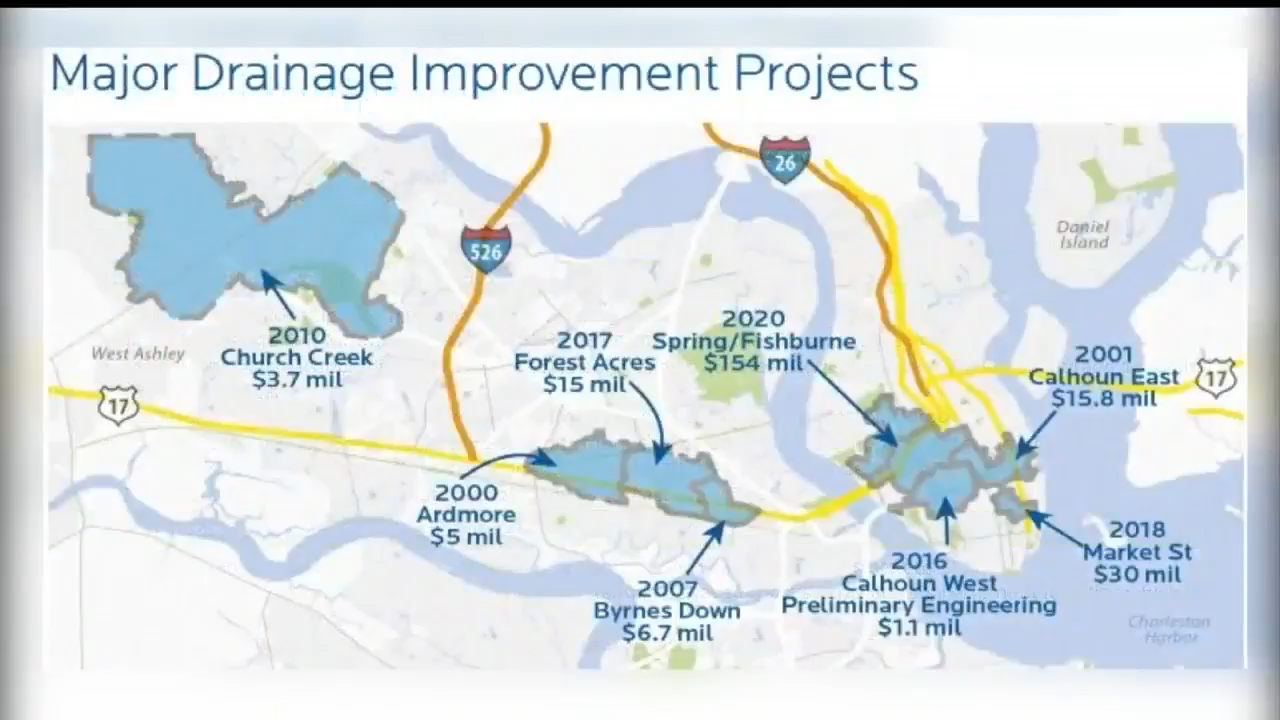 Major Drainage Improvement Projects
26
Daniel
Island
526
2010
Church Creek
$3.7 mil
West Ashley
17
2017
Forest Acres
$15 mil
2020
Spring/Fishburne
$154 mil
2001
Calhoun East
$15.8 mil
17
2000
Ardmore
$5 mil
2007
Byrnes Down
$6.7 mil
2016
Calhoun West
Preliminary Engineering
$1.1 mil
2018
Market St
$30 mil
Charleston
Harbor